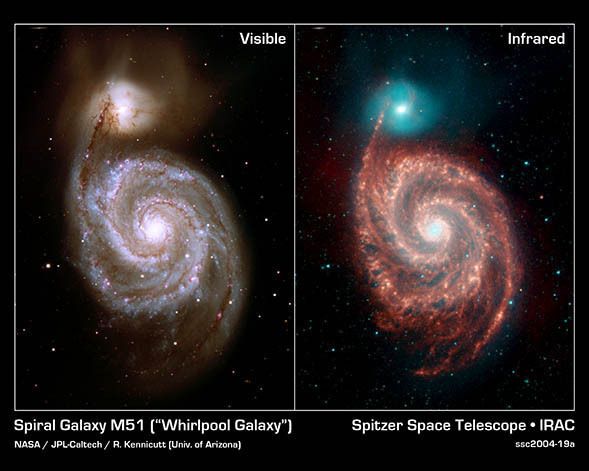 Visible
Infrared
Spiral Galaxy M51 (“Whirlpool Galaxy”)
Spitzer Space Telescope • IRAC
NASA / JPL-Caltech / R. Kennicutt (Univ. of Arizona)
ssc2004-19a